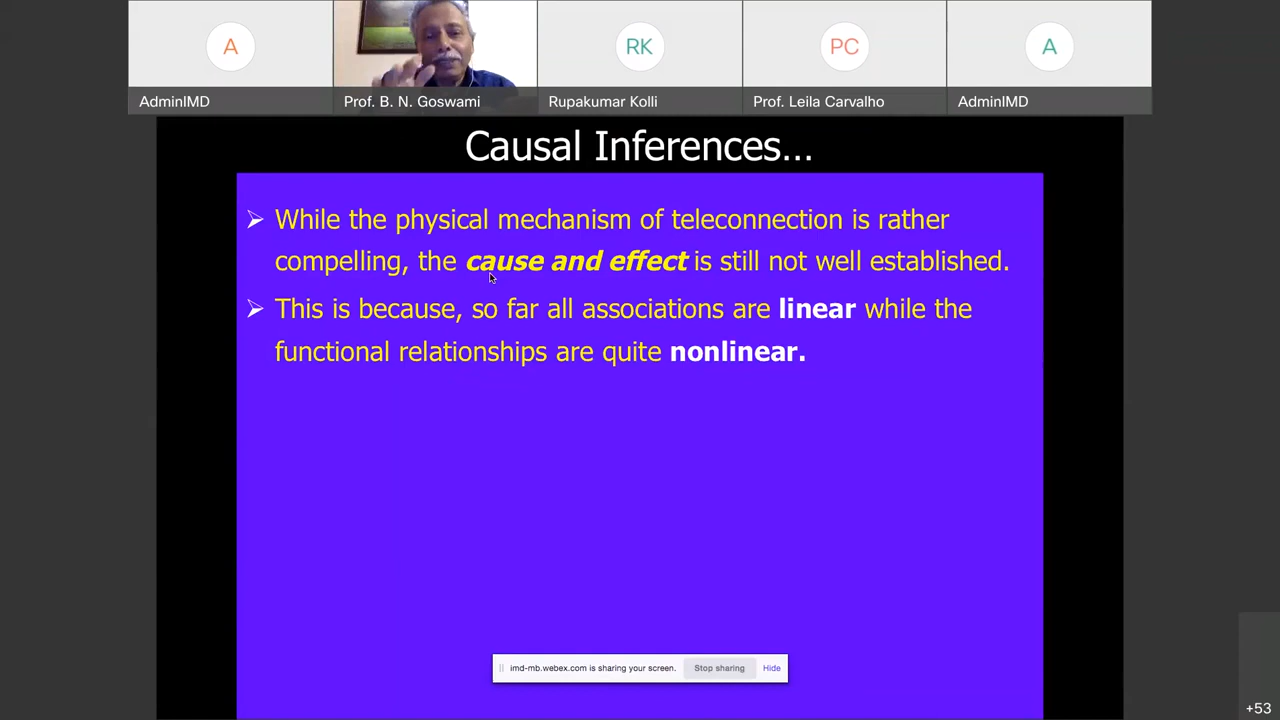 A
RK
PC
A
AdminIMD
Prof. B. N. Goswami
Rupakumar Kolli
Prof. Leila Carvalho
AdminIMD
Causal Inferences...
While the physical mechanism of teleconnection is rather
compelling, the cause and effect is still not well established.
This is because, so far all associations are linear while the
functional relationships are quite nonlinear.
imd-mb.webex.com is sharing your screen.
Stop sharing
Hide
+53